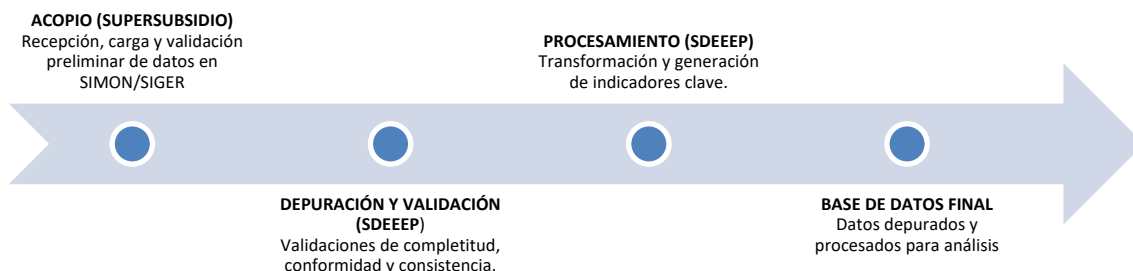 ACOPIO (SUPERSUBSIDIO)
Recepción, carga y validación
preliminar de datos en
SIMON/SIGER
DEPURACIÓN Y VALIDACIÓN
(SDEEEP)
Validaciones de completitud,
conformidad y consistencia.
PROCESAMIENTO (SDEEEP)
Transformación y generación
de indicadores clave.
BASE DE DATOS FINAL
Datos depurados y
procesados para análisis